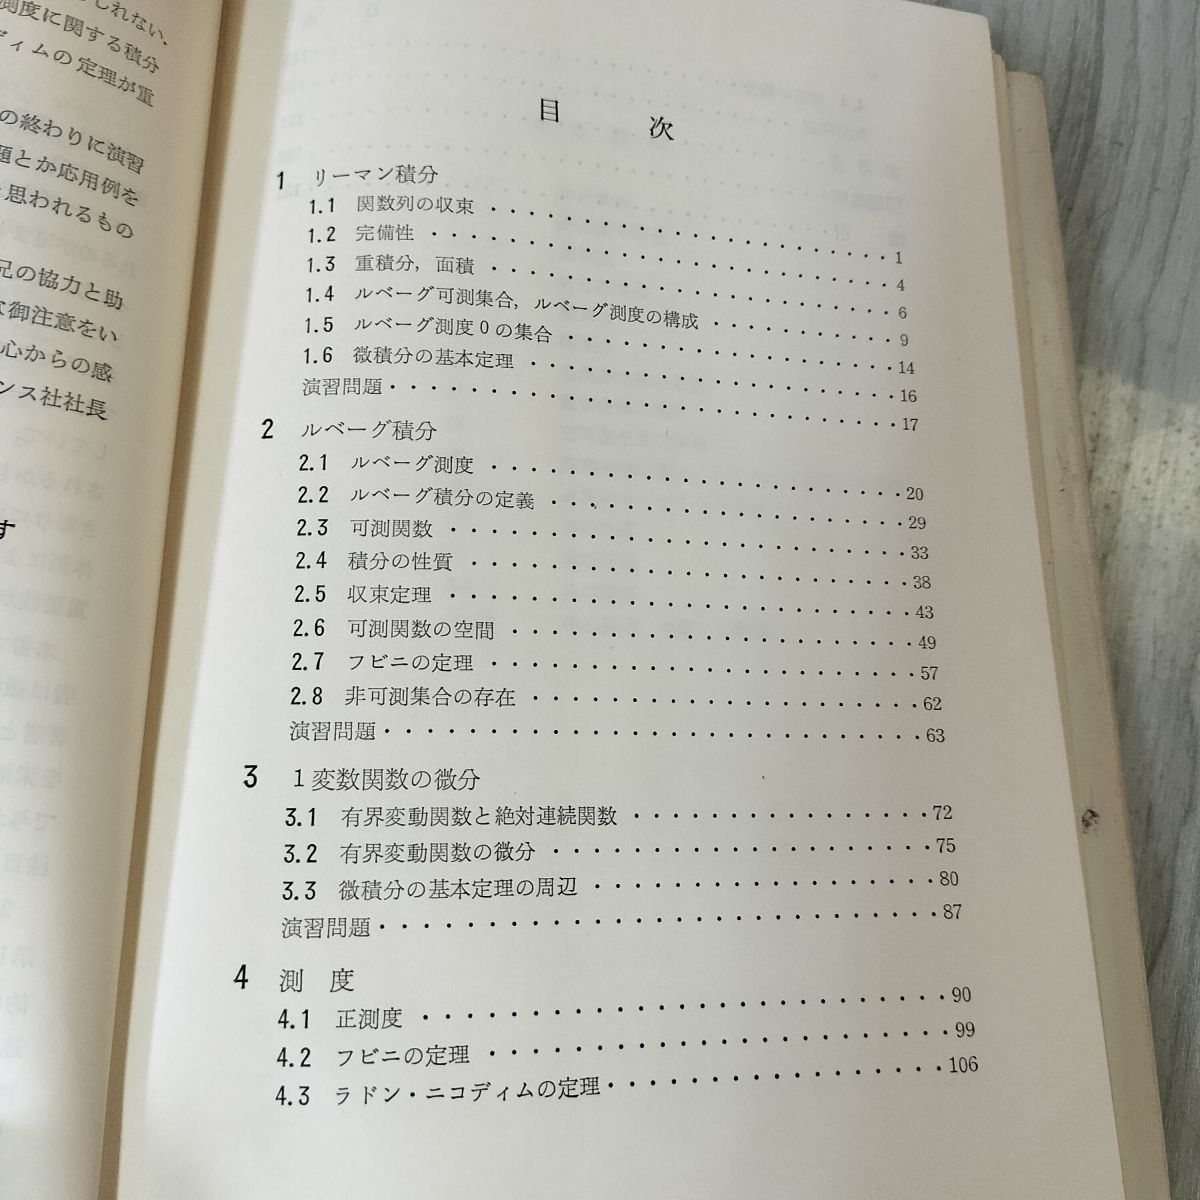 しれない.
測度に関する積分
ディムの定理が重
の終わりに演習
題とか応用例を
思われるもの
兄の協力と助
御注意をい
心からの感
ンス社社長
す
目 次
1 リーマン積分
1.1 関数列の収束 1
1.2 完備性 4
1.3 重積分，面積 6
1.4 ルベーグ可測集合，ルベーグ測度の構成 9
1.5 ルベーグ測度0の集合 14
1.6 微積分の基本定理 16
演習問題 17
2 ルベーグ積分
2.1 ルベーグ測度 20
2.2 ルベーグ積分の定義 29
2.3 可測関数 33
2.4 積分の性質 38
2.5 収束定理 43
2.6 可測関数の空間 49
2.7 フビニの定理 57
2.8 非可測集合の存在 62
演習問題 63
3 1変数関数の微分
3.1 有界変動関数と絶対連続関数 72
3.2 有界変動関数の微分 75
3.3 微積分の基本定理の周辺 80
演習問題 87
4 測 度
4.1 正測度 90
4.2 フビニの定理 99
4.3 ラドン・ニコディムの定理 106